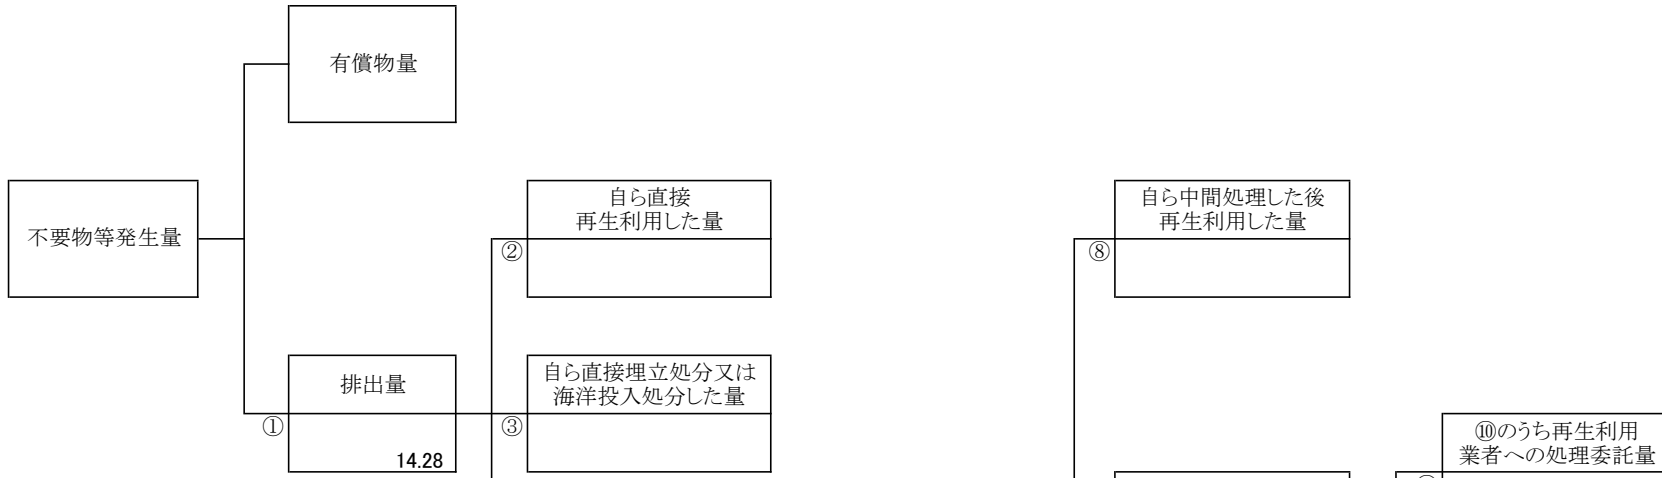 有償物量
不要物等発生量
自ら直接
再生利用した量
②
自ら中間処理した後
再生利用した量
⑧
排出量
①
14.28
自ら直接埋立処分又は
海洋投入処分した量
③
⑩のうち再生利用
業者への処理委託量